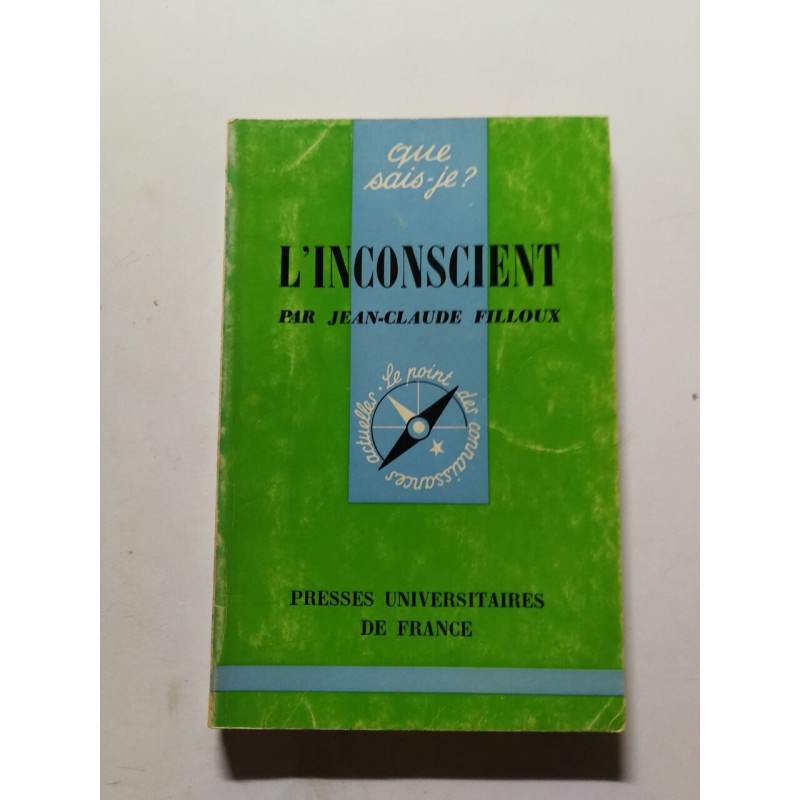 que
sais-je?
L'INCONSCIENT
PAR JEAN-CLAUDE FILLOUX
Le point des connaissances actuelles.
PRESSES UNIVERSITAIRES
DE FRANCE